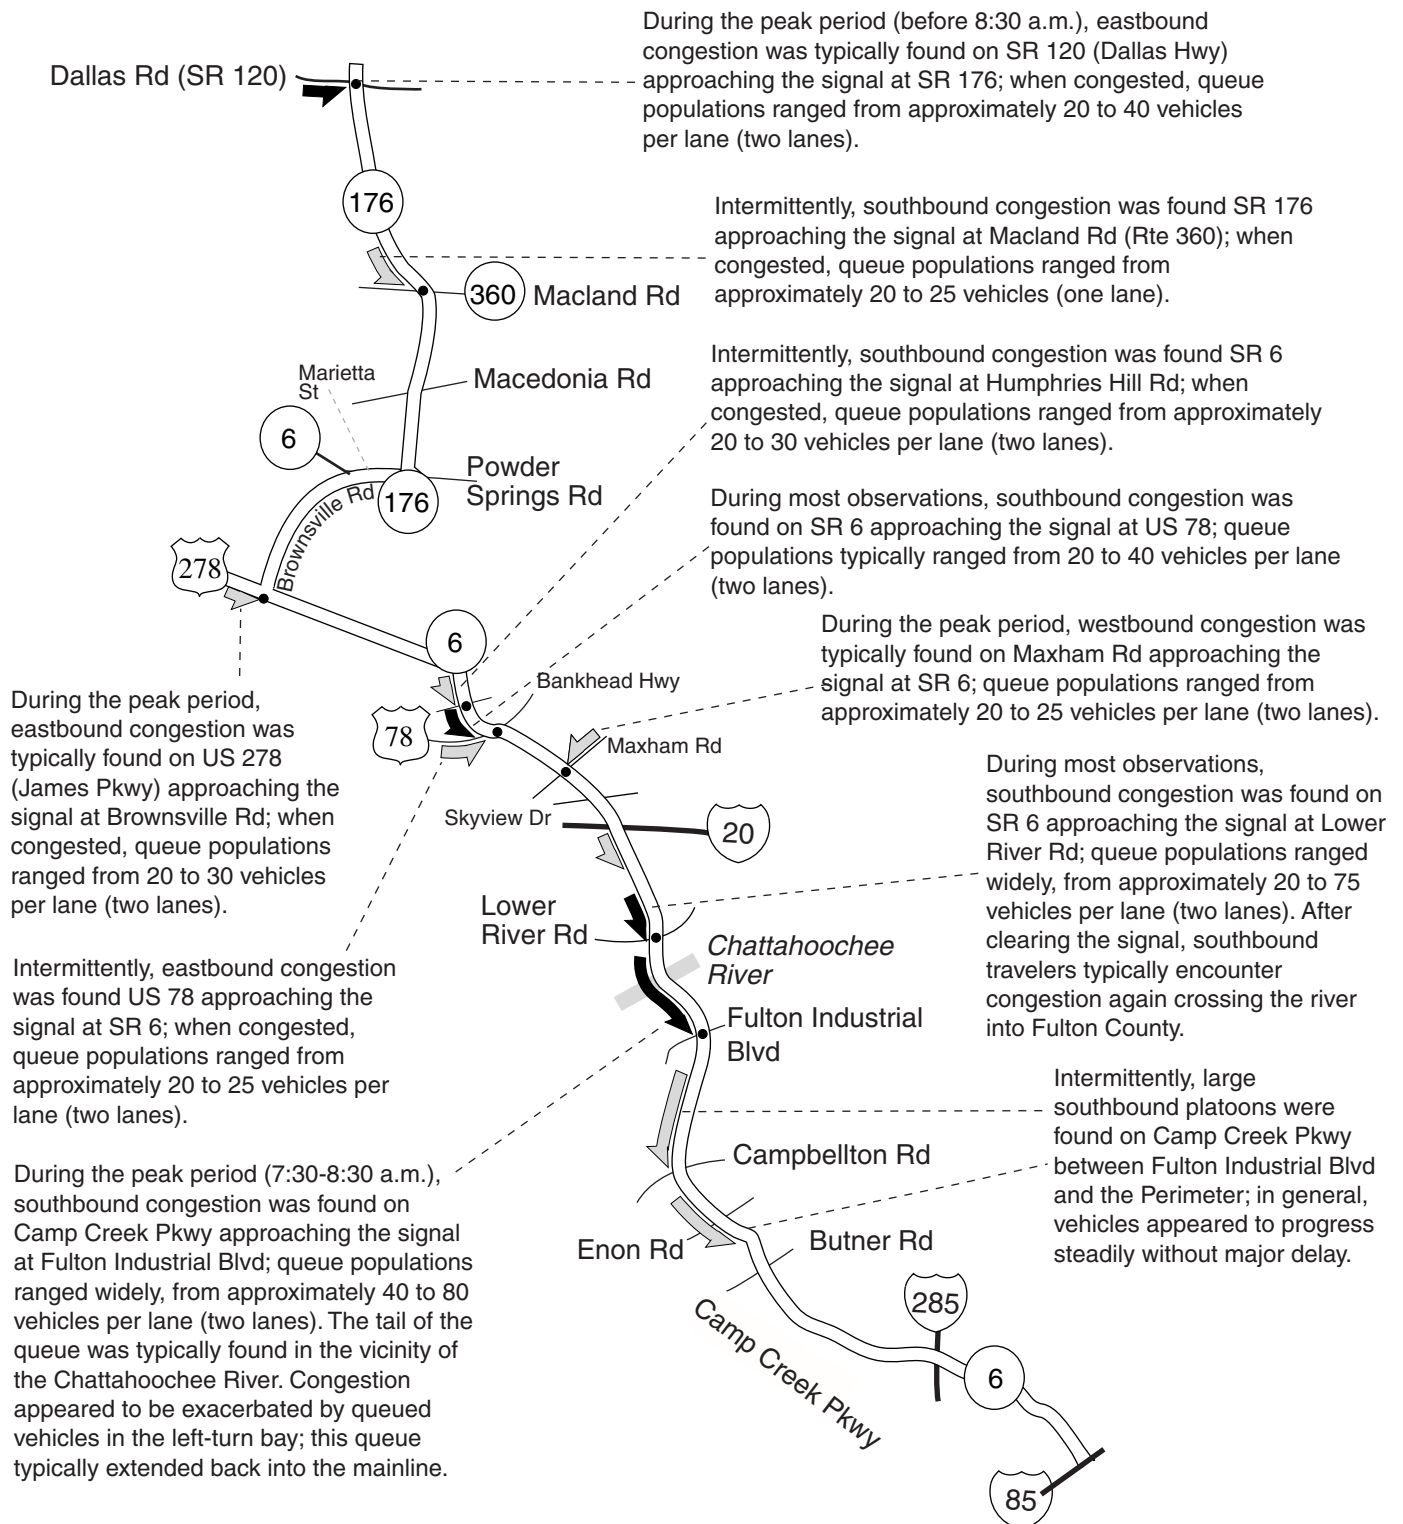 During the peak period (before 8:30 a.m.), eastbound
congestion was typically found on SR 120 (Dallas Hwy)
approaching the signal at SR 176; when congested, queue
populations ranged from approximately 20 to 40 vehicles
per lane (two lanes).
Dallas Rd (SR 120)
176
Intermittently, southbound congestion was found SR 176
approaching the signal at Macland Rd (Rte 360); when
congested, queue populations ranged from
approximately 20 to 25 vehicles (one lane).
360
Macland Rd
Intermittently, southbound congestion was found SR 6
approaching the signal at Humphries Hill Rd; when
congested, queue populations ranged from approximately
20 to 30 vehicles per lane (two lanes).
Marietta
St
Macedonia Rd
6
Powder
Springs Rd
176
Brownsville Rd
During most observations, southbound congestion was
found on SR 6 approaching the signal at US 78; queue
populations typically ranged from 20 to 40 vehicles per lane
(two lanes).
278
6
During the peak period, westbound congestion was
typically found on Maxham Rd approaching the
signal at SR 6; queue populations ranged from
approximately 20 to 25 vehicles per lane (two lanes).
Bankhead Hwy
78
Maxham Rd
During the peak period,
eastbound congestion was
typically found on US 278
(James Pkwy) approaching the
signal at Brownsville Rd; when
congested, queue populations
ranged from 20 to 30 vehicles
per lane (two lanes).
Skyview Dr
20
During most observations,
southbound congestion was found on
SR 6 approaching the signal at Lower
River Rd; queue populations ranged
widely, from approximately 20 to 75
vehicles per lane (two lanes). After
clearing the signal, southbound
travelers typically encounter
congestion again crossing the river
into Fulton County.
Lower
River Rd
Chattahoochee
River
Intermittently, eastbound congestion
was found US 78 approaching the
signal at SR 6; when congested,
queue populations ranged from
approximately 20 to 25 vehicles per
lane (two lanes).
Fulton Industrial
Blvd
Intermittently, large
southbound platoons were
found on Camp Creek Pkwy
between Fulton Industrial Blvd
and the Perimeter; in general,
vehicles appeared to progress
steadily without major delay.
Campbellton Rd
During the peak period (7:30-8:30 a.m.),
southbound congestion was found on
Camp Creek Pkwy approaching the signal
at Fulton Industrial Blvd; queue populations
ranged widely, from approximately 40 to 80
vehicles per lane (two lanes). The tail of the
queue was typically found in the vicinity of
the Chattahoochee River. Congestion
appeared to be exacerbated by queued
vehicles in the left-turn bay; this queue
typically extended back into the mainline.
Enon Rd
Butner Rd
285
Camp Creek Pkwy
6
85